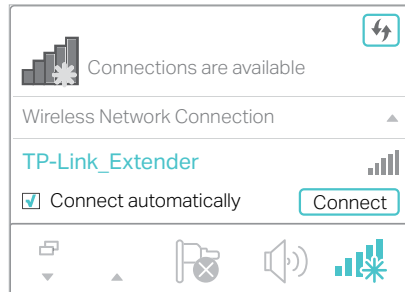 Connections are available
Wireless Network Connection
TP-Link_Extender
Connect automatically
Connect